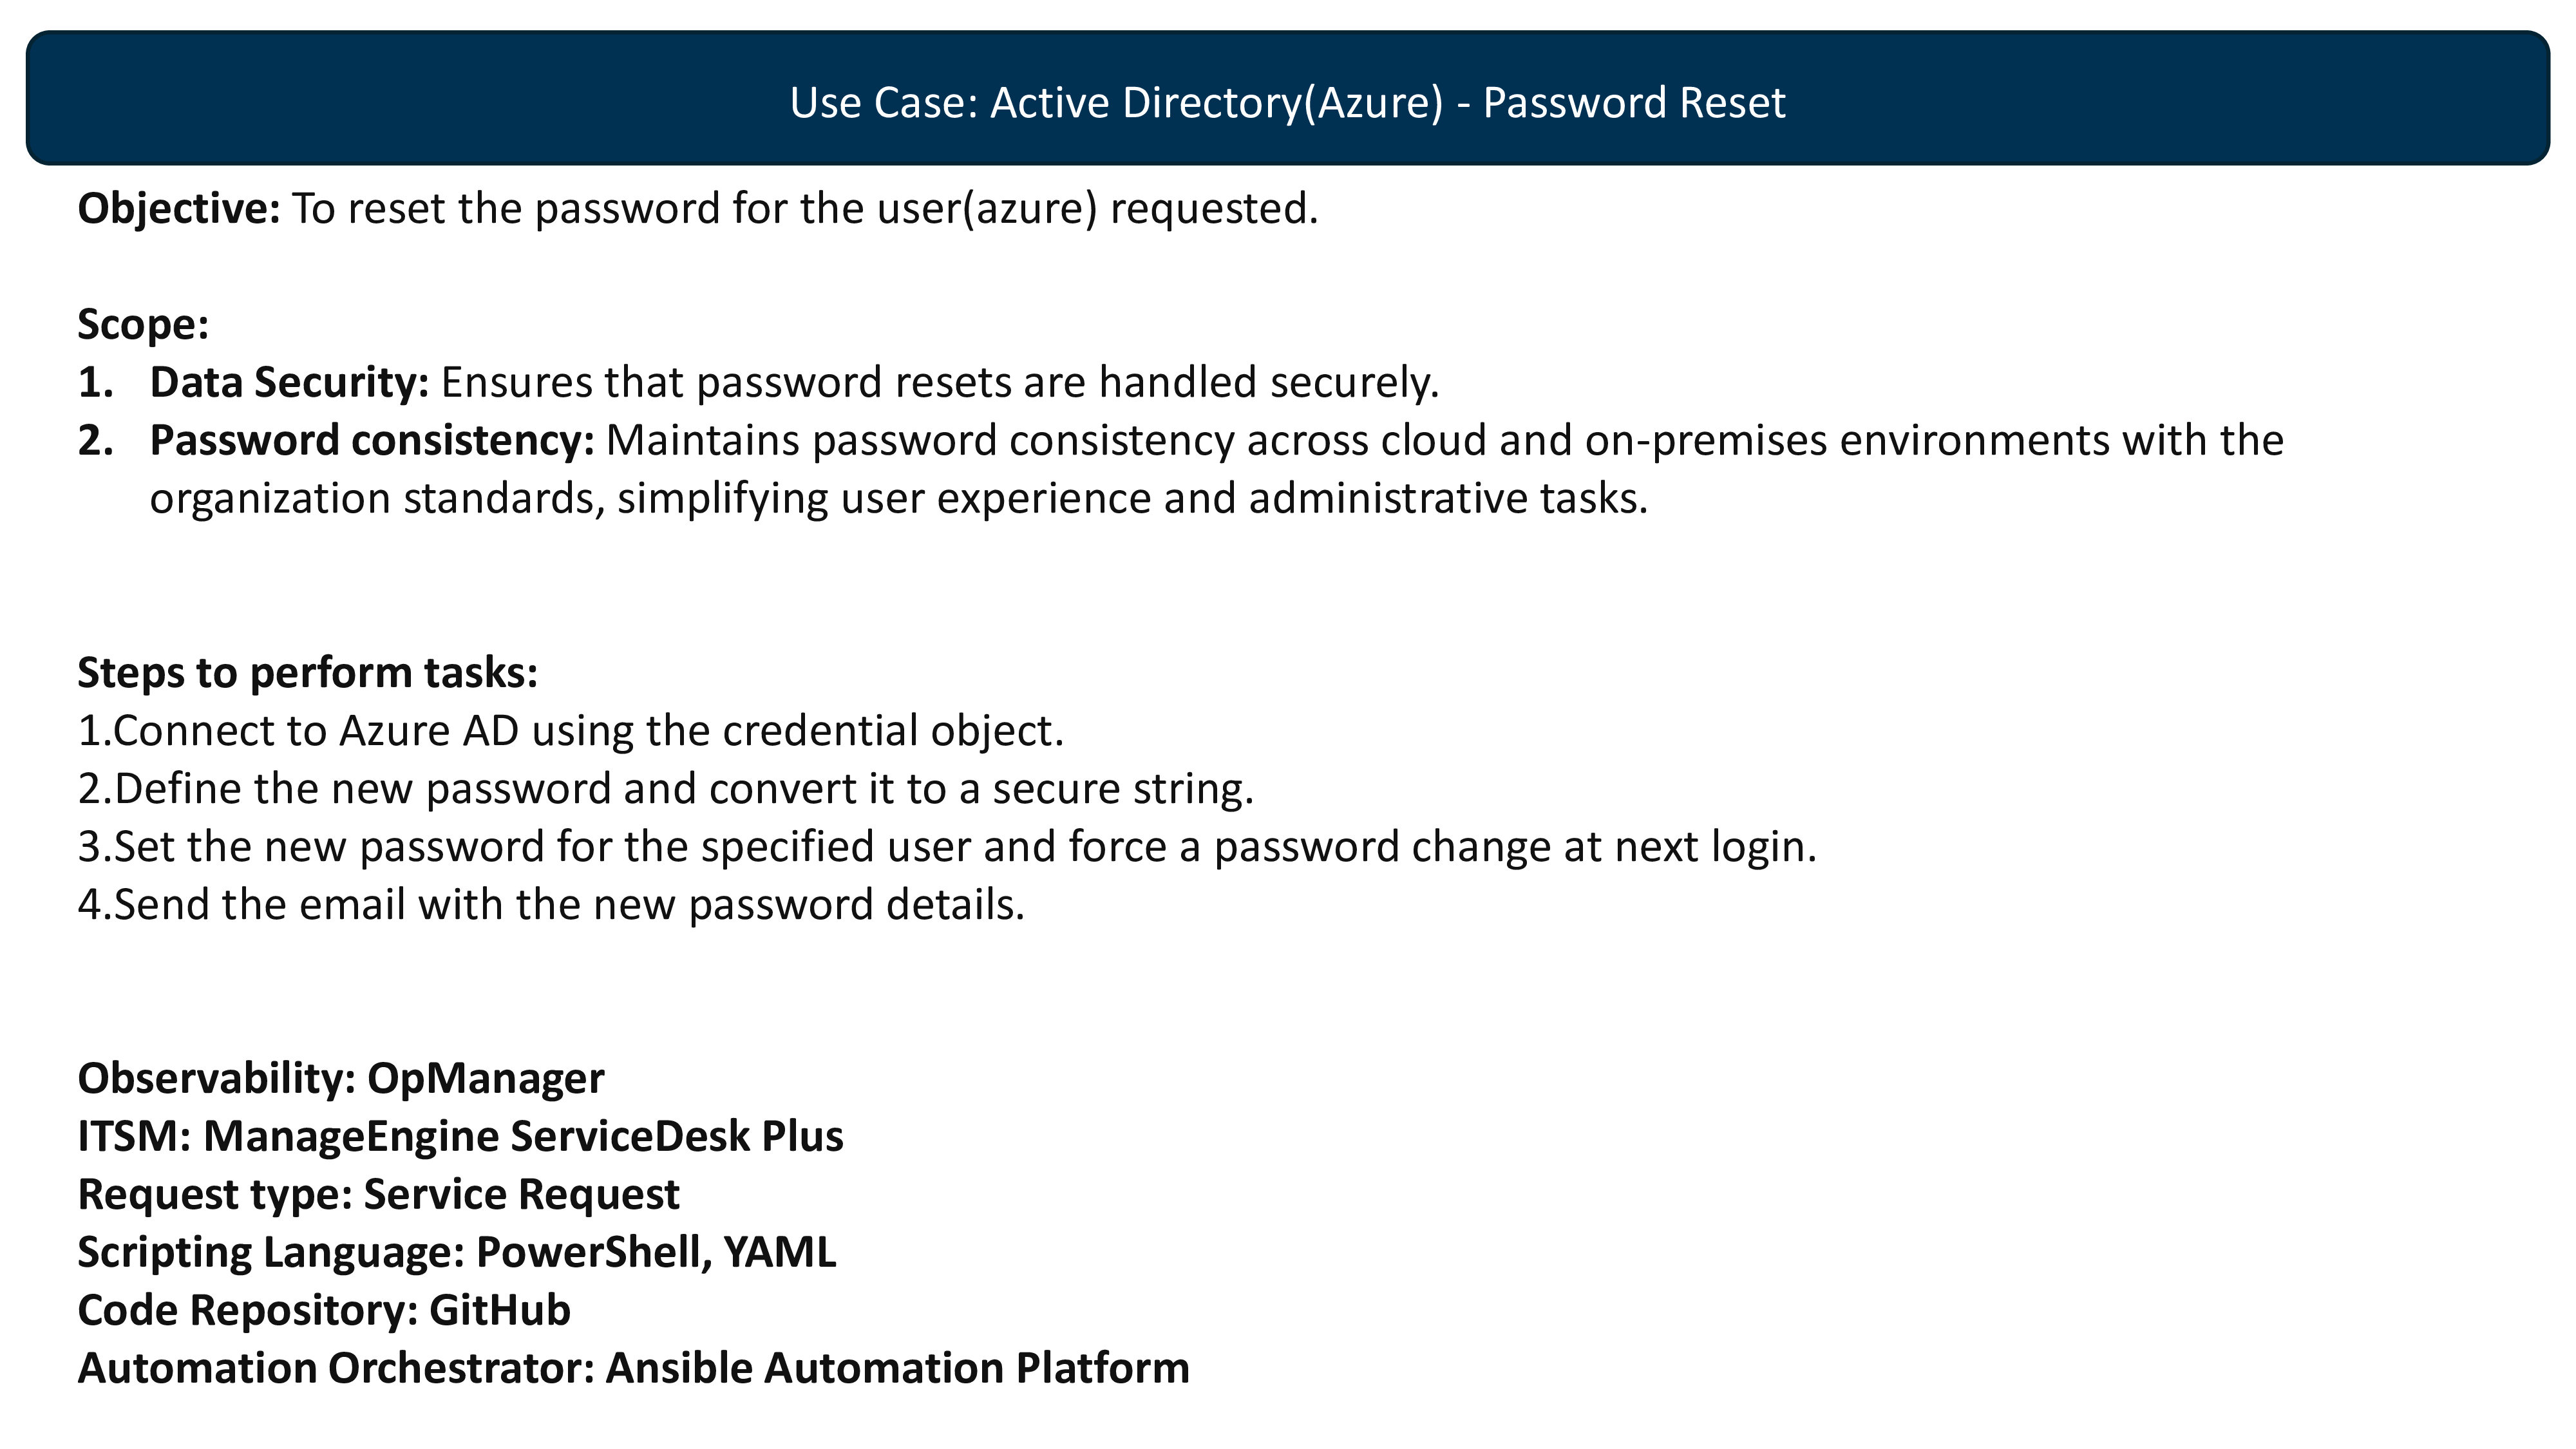 Use Case: Active Directory(Azure) - Password Reset
Objective: To reset the password for the user(azure) requested.
Scope:
1. Data Security: Ensures that password resets are handled securely.
2. Password consistency: Maintains password consistency across cloud and on-premises environments with the
organization standards, simplifying user experience and administrative tasks.
Steps to perform tasks:
1.Connect to Azure AD using the credential object.
2.Define the new password and convert it to a secure string.
3.Set the new password for the specified user and force a password change at next login.
4.Send the email with the new password details.
Observability: OpManager
ITSM: ManageEngine ServiceDesk Plus
Request type: Service Request
Scripting Language: PowerShell, YAML
Code Repository: GitHub
Automation Orchestrator: Ansible Automation Platform